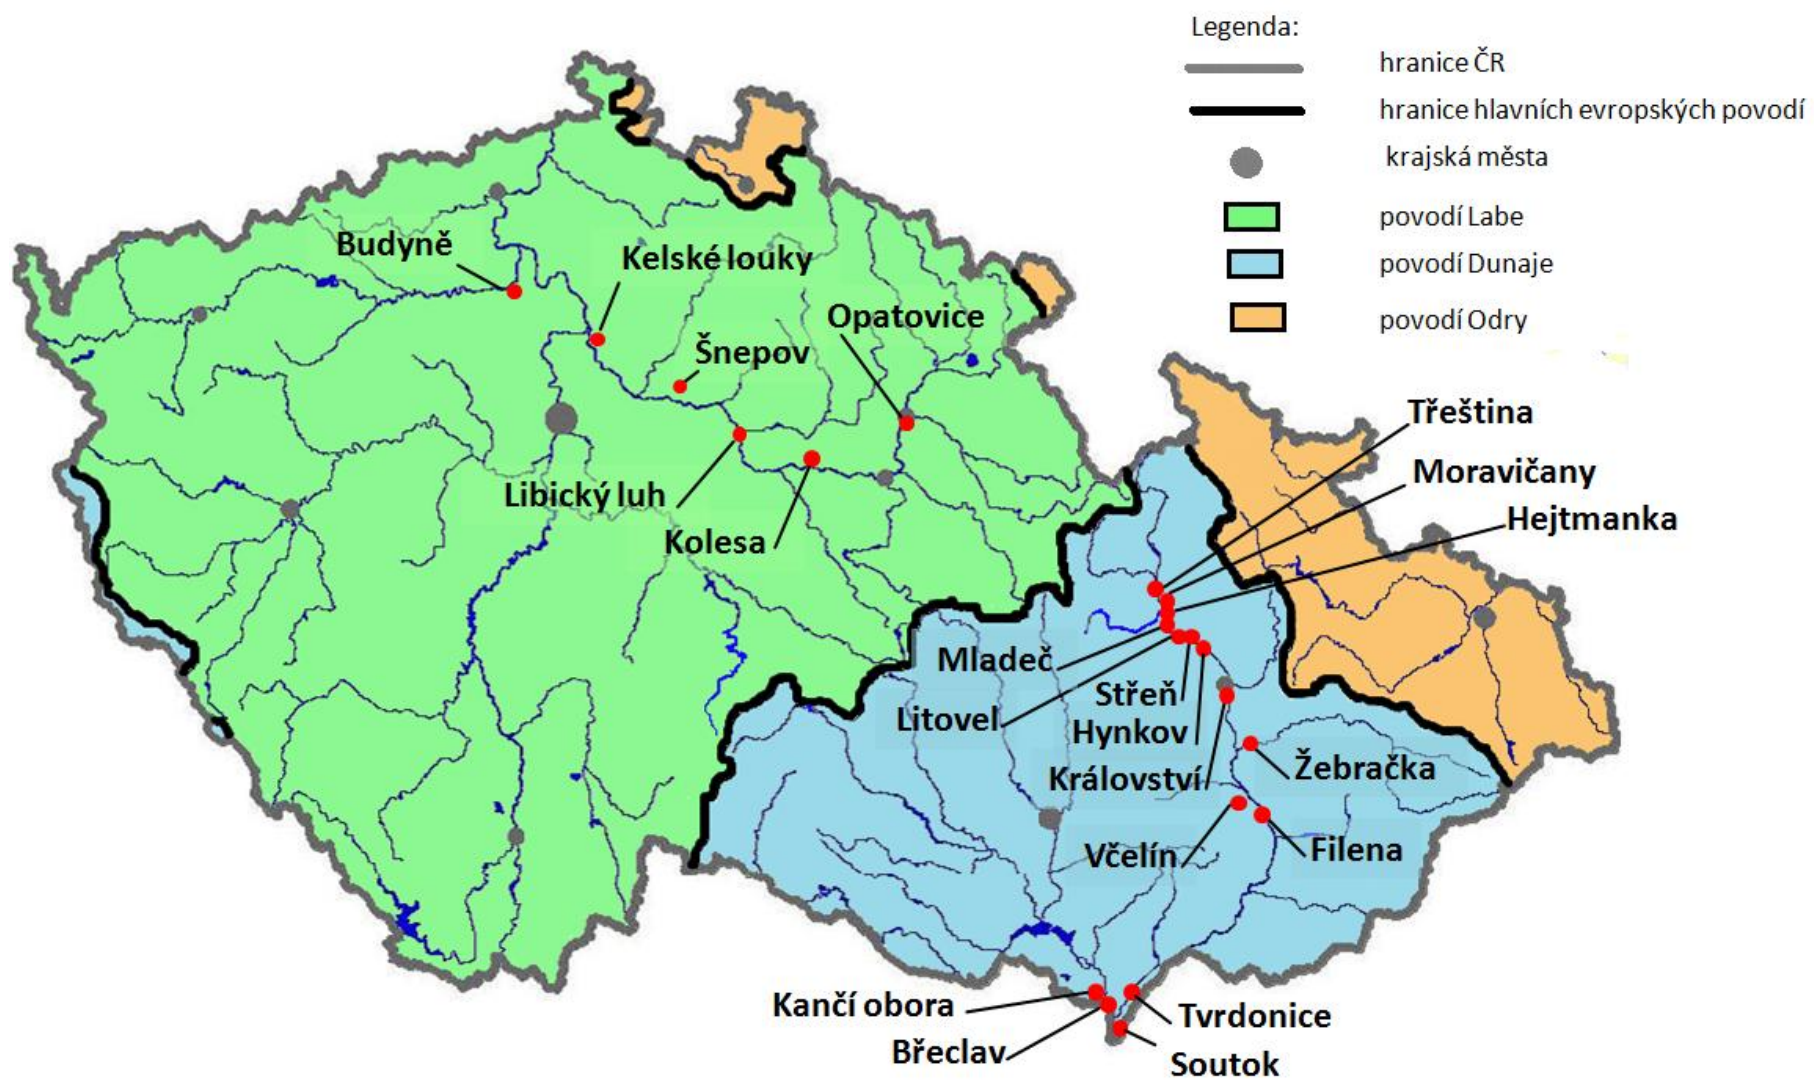 Legenda:
hranice ČR
hranice hlavních evropských povodí
krajská města
povodí Labe
povodí Dunaje
povodí Odry
Budyně
Kelské louky
Opatovice
Šnepov
Třeština
Moravičany
Libický luh
Hejtmanka
Kolesa
Mladeč
Střeň
Litovel
Hynkov
Žebračka
Království
Filena
Včelín
Kančí obora
Tvrdonice
Břeclav
Soutok